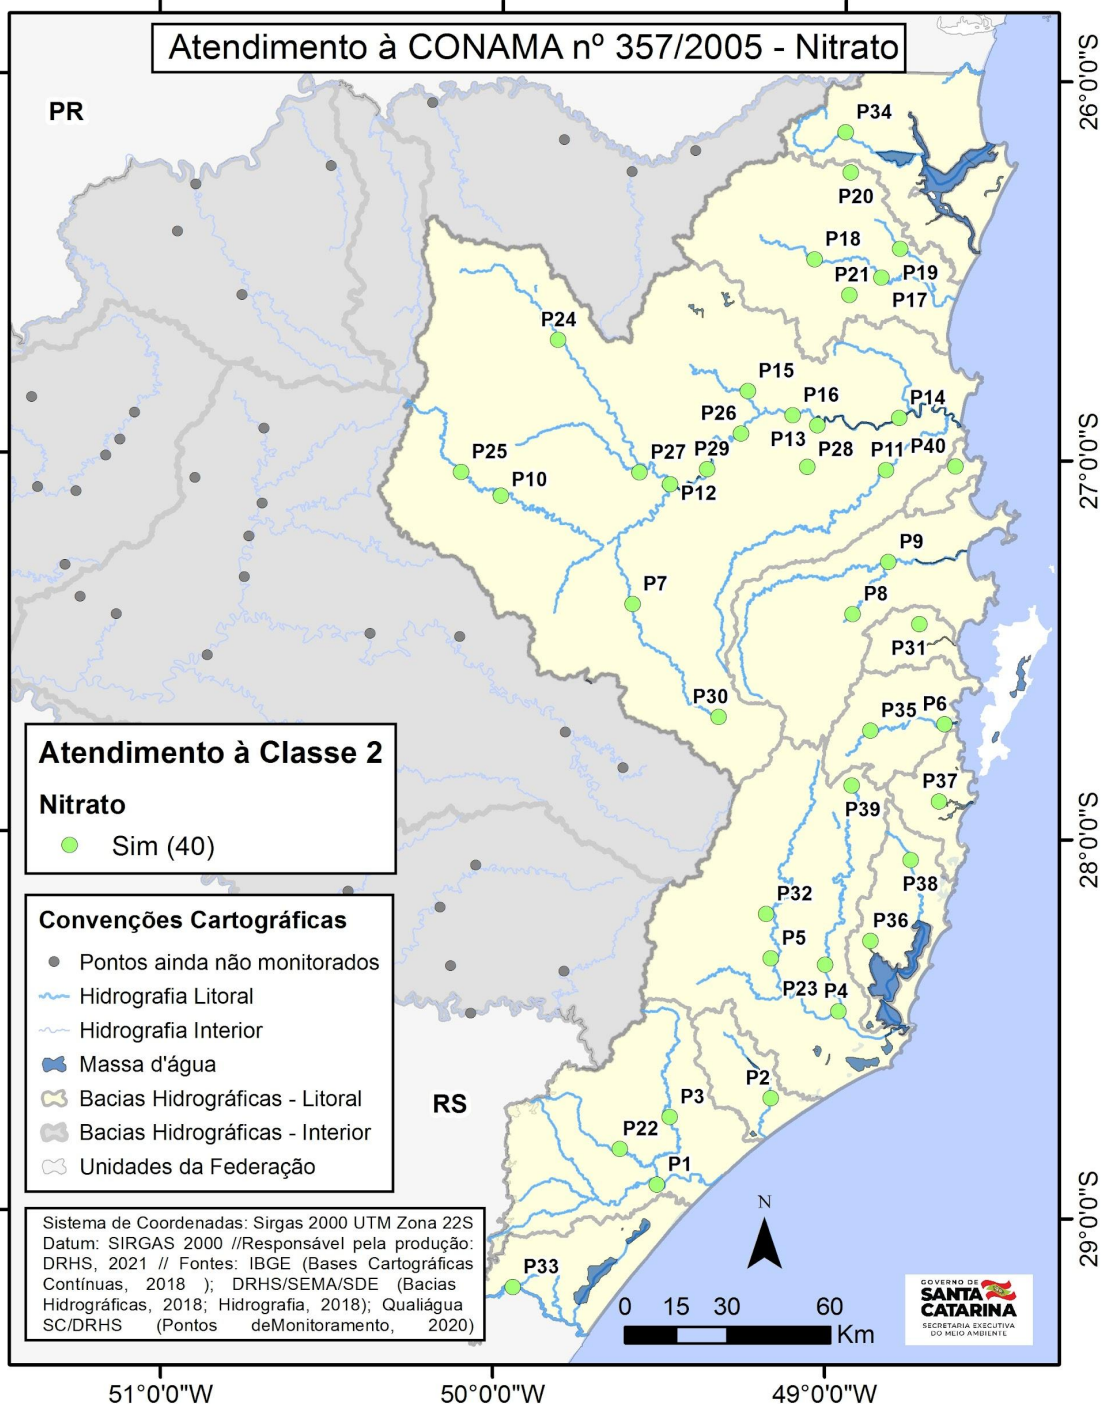 Atendimento à CONAMA nº 357/2005 - Nitrato
PR
26°0'0"S
P34
P20
P18
P19
P21
P17
P24
P15
P16
P14
P26
P13
P28
P11
P40
27°0'0"S
P25
P10
P27
P29
P12
P9
P7
P8
P31
P30
P35
P6
P37
P39
28°0'0"S
P38
P32
P36
P5
P23
P4
P2
P3
P22
P1
P33
RS
29°0'0"S
Atendimento à Classe 2
Nitrato
Sim (40)
Convenções Cartográficas
Pontos ainda não monitorados
Hidrografia Litoral
Hidrografia Interior
Massa d'água
Bacias Hidrográficas - Litoral
Bacias Hidrográficas - Interior
Unidades da Federação
Sistema de Coordenadas: Sirgas 2000 UTM Zona 22S
Datum: SIRGAS 2000 //Responsável pela produção:
DRHS, 2021 // Fontes: IBGE (Bases Cartográficas
Contínuas, 2018 ); DRHS/SEMA/SDE (Bacias
Hidrográficas, 2018; Hidrografia, 2018); Qualiágua
SC/DRHS (Pontos deMonitoramento, 2020)
N
0 15 30 60
Km
GOVERNO DE
SANTA
CATARINA
SECRETARIA EXECUTIVA
DO MEIO AMBIENTE
51°0'0"W
50°0'0"W
49°0'0"W